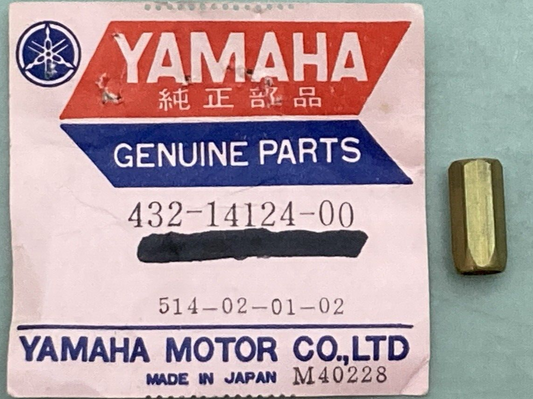 YAMAHA
純正部品
GENUINE PARTS
432-14124-00
514-02-01-02
YAMAHA MOTOR CO.,LTD
MADE IN JAPAN M40228